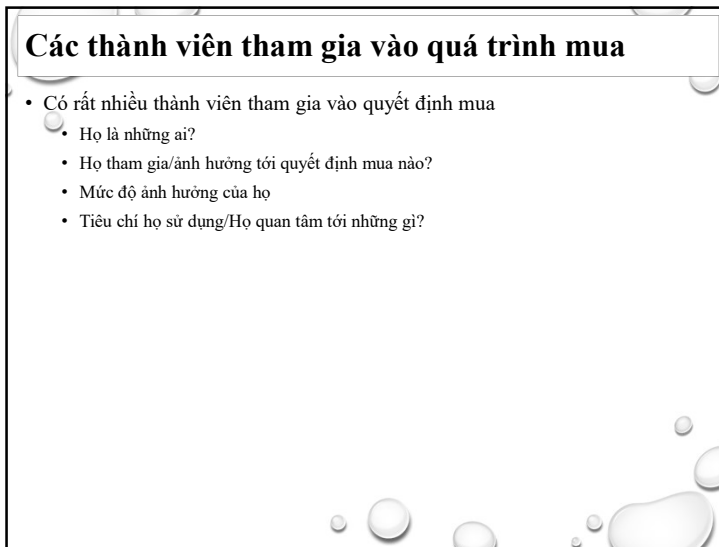 Các thành viên tham gia vào quá trình mua
• Có rất nhiều thành viên tham gia vào quyết định mua
• Họ là những ai?
• Họ tham gia/ảnh hưởng tới quyết định mua nào?
• Mức độ ảnh hưởng của họ
• Tiêu chí họ sử dụng/Họ quan tâm tới những gì?